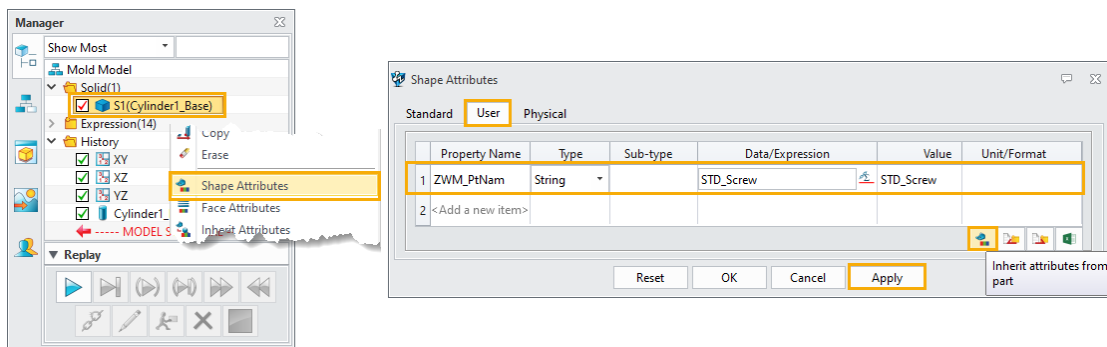 Manager
Show Most
Mold Model
Solid(1)
S1(Cylinder1_Base)
Expression(14)
History
XY
XZ
YZ
Cylinder1_
----- MODEL S
Copy
Erase
Shape Attributes
Face Attributes
Inherit Attributes
Replay
Shape Attributes
Standard User Physical
Property Name Type Sub-type Data/Expression Value Unit/Format
1 ZWM_PtNam String STD_Screw STD_Screw
2 <Add a new item>
Reset OK Cancel Apply
Inherit attributes from
part